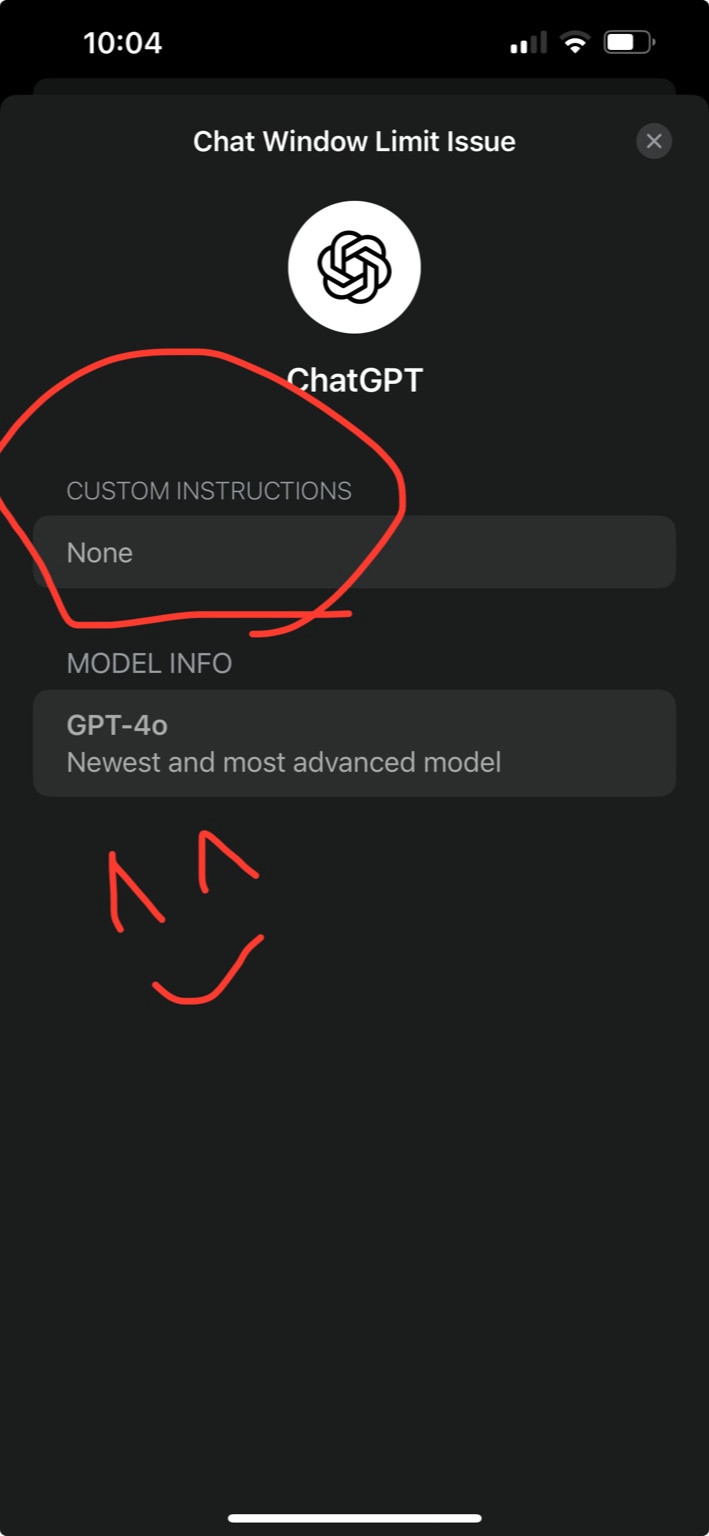 10:04
Chat Window Limit Issue
ChatGPT
CUSTOM INSTRUCTIONS
None
MODEL INFO
GPT-4o
Newest and most advanced model